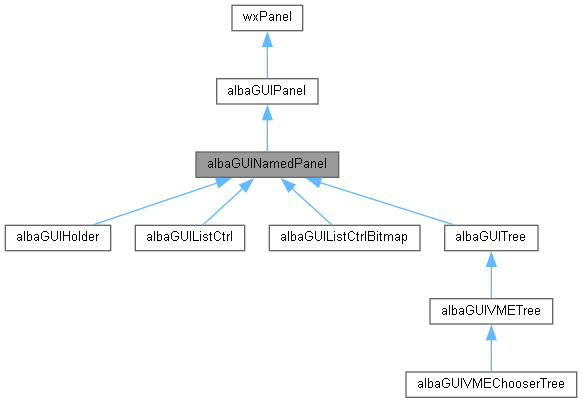 wxPanel
albaGUIPanel
albaGUINamedPanel
albaGUIHolder
albaGUIListCtrl
albaGUIListCtrlBitmap
albaGUITree
albaGUIVMETree
albaGUIVMEChooserTree